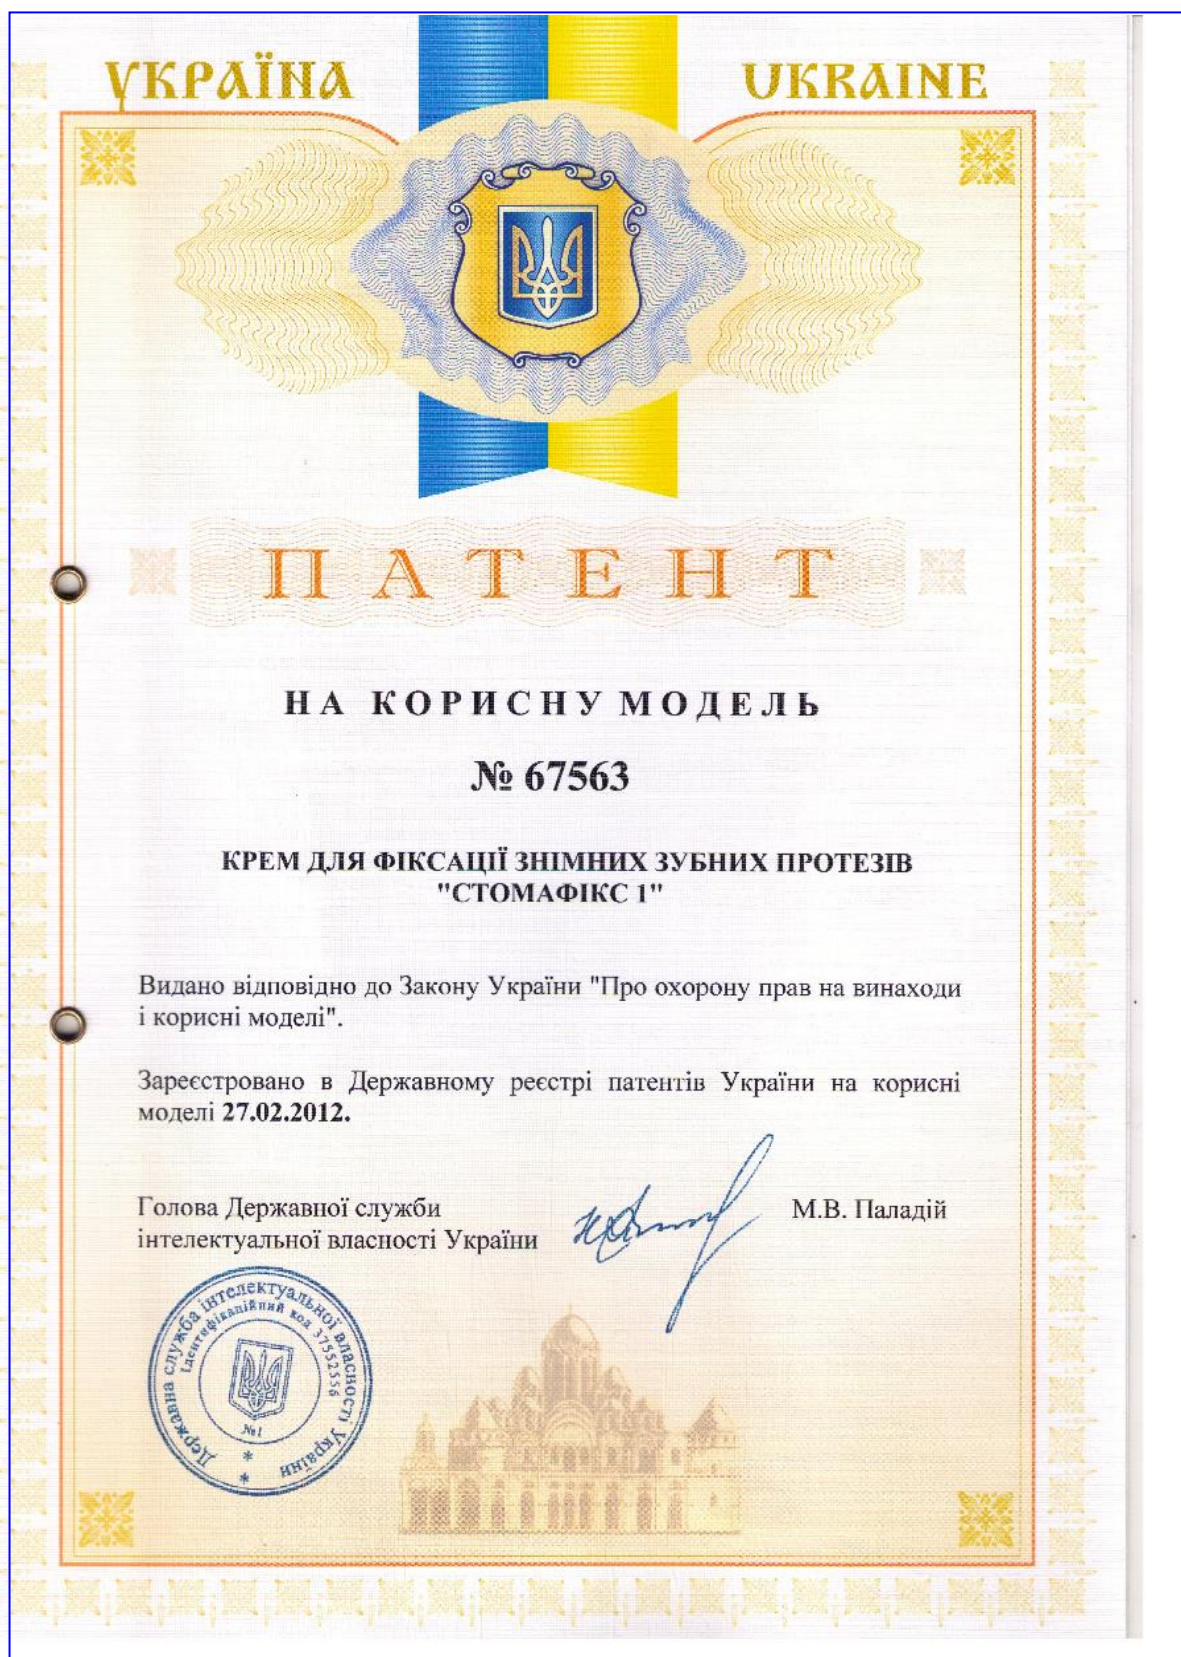 УКРАЇНА
UKRAINE
ПАТЕНТ
НА КОРИСНУ МОДЕЛЬ
№ 67563
КРЕМ ДЛЯ ФІКСАЦІЇ ЗНІМНИХ ЗУБНИХ ПРОТЕЗІВ
"СТОМАФІКС 1"
Видано відповідно до Закону України "Про охорону прав на винаходи
і корисні моделі".
Зареєстровано в Державному реєстрі патентів України на корисні
моделі 27.02.2012.
Голова Державної служби
інтелектуальної власності України
М.В. Паладій
Державна служба інтелектуальної власності України
Ідентифікаційний код 37552556
№1